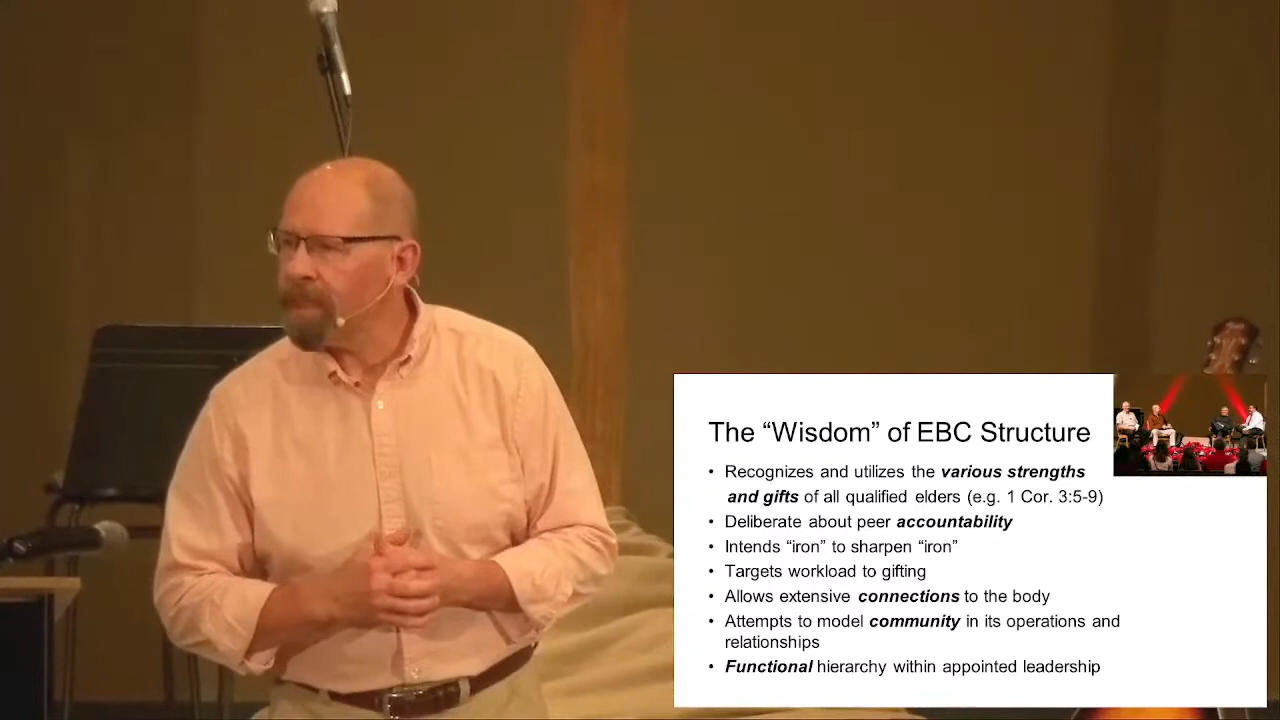 The “Wisdom” of EBC Structure
• Recognizes and utilizes the various strengths
and gifts of all qualified elders (e.g. 1 Cor. 3:5-9)
• Deliberate about peer accountability
• Intends “iron” to sharpen “iron”
• Targets workload to gifting
• Allows extensive connections to the body
• Attempts to model community in its operations and
relationships
• Functional hierarchy within appointed leadership